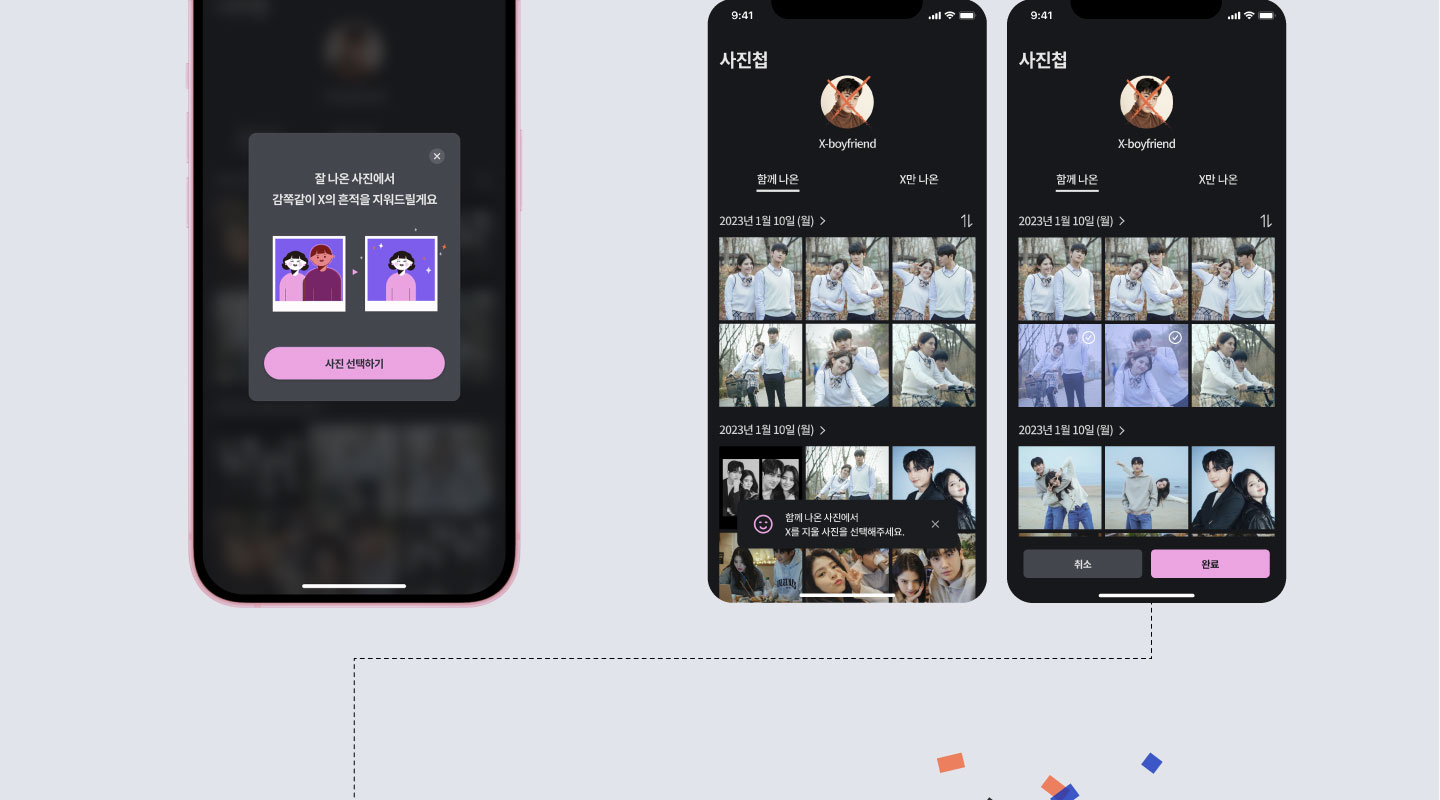 잘 나온 사진에서
감쪽같이 X의 흔적을 지워드릴게요
사진 선택하기
9:41
사진첩
X-boyfriend
함께 나온
X만 나온
2023년 1월 10일 (월)
2023년 1월 10일 (월)
함께 나온 사진에서
X를 지울 사진을 선택해주세요.
9:41
사진첩
X-boyfriend
함께 나온
X만 나온
2023년 1월 10일 (월)
2023년 1월 10일 (월)
취소
완료